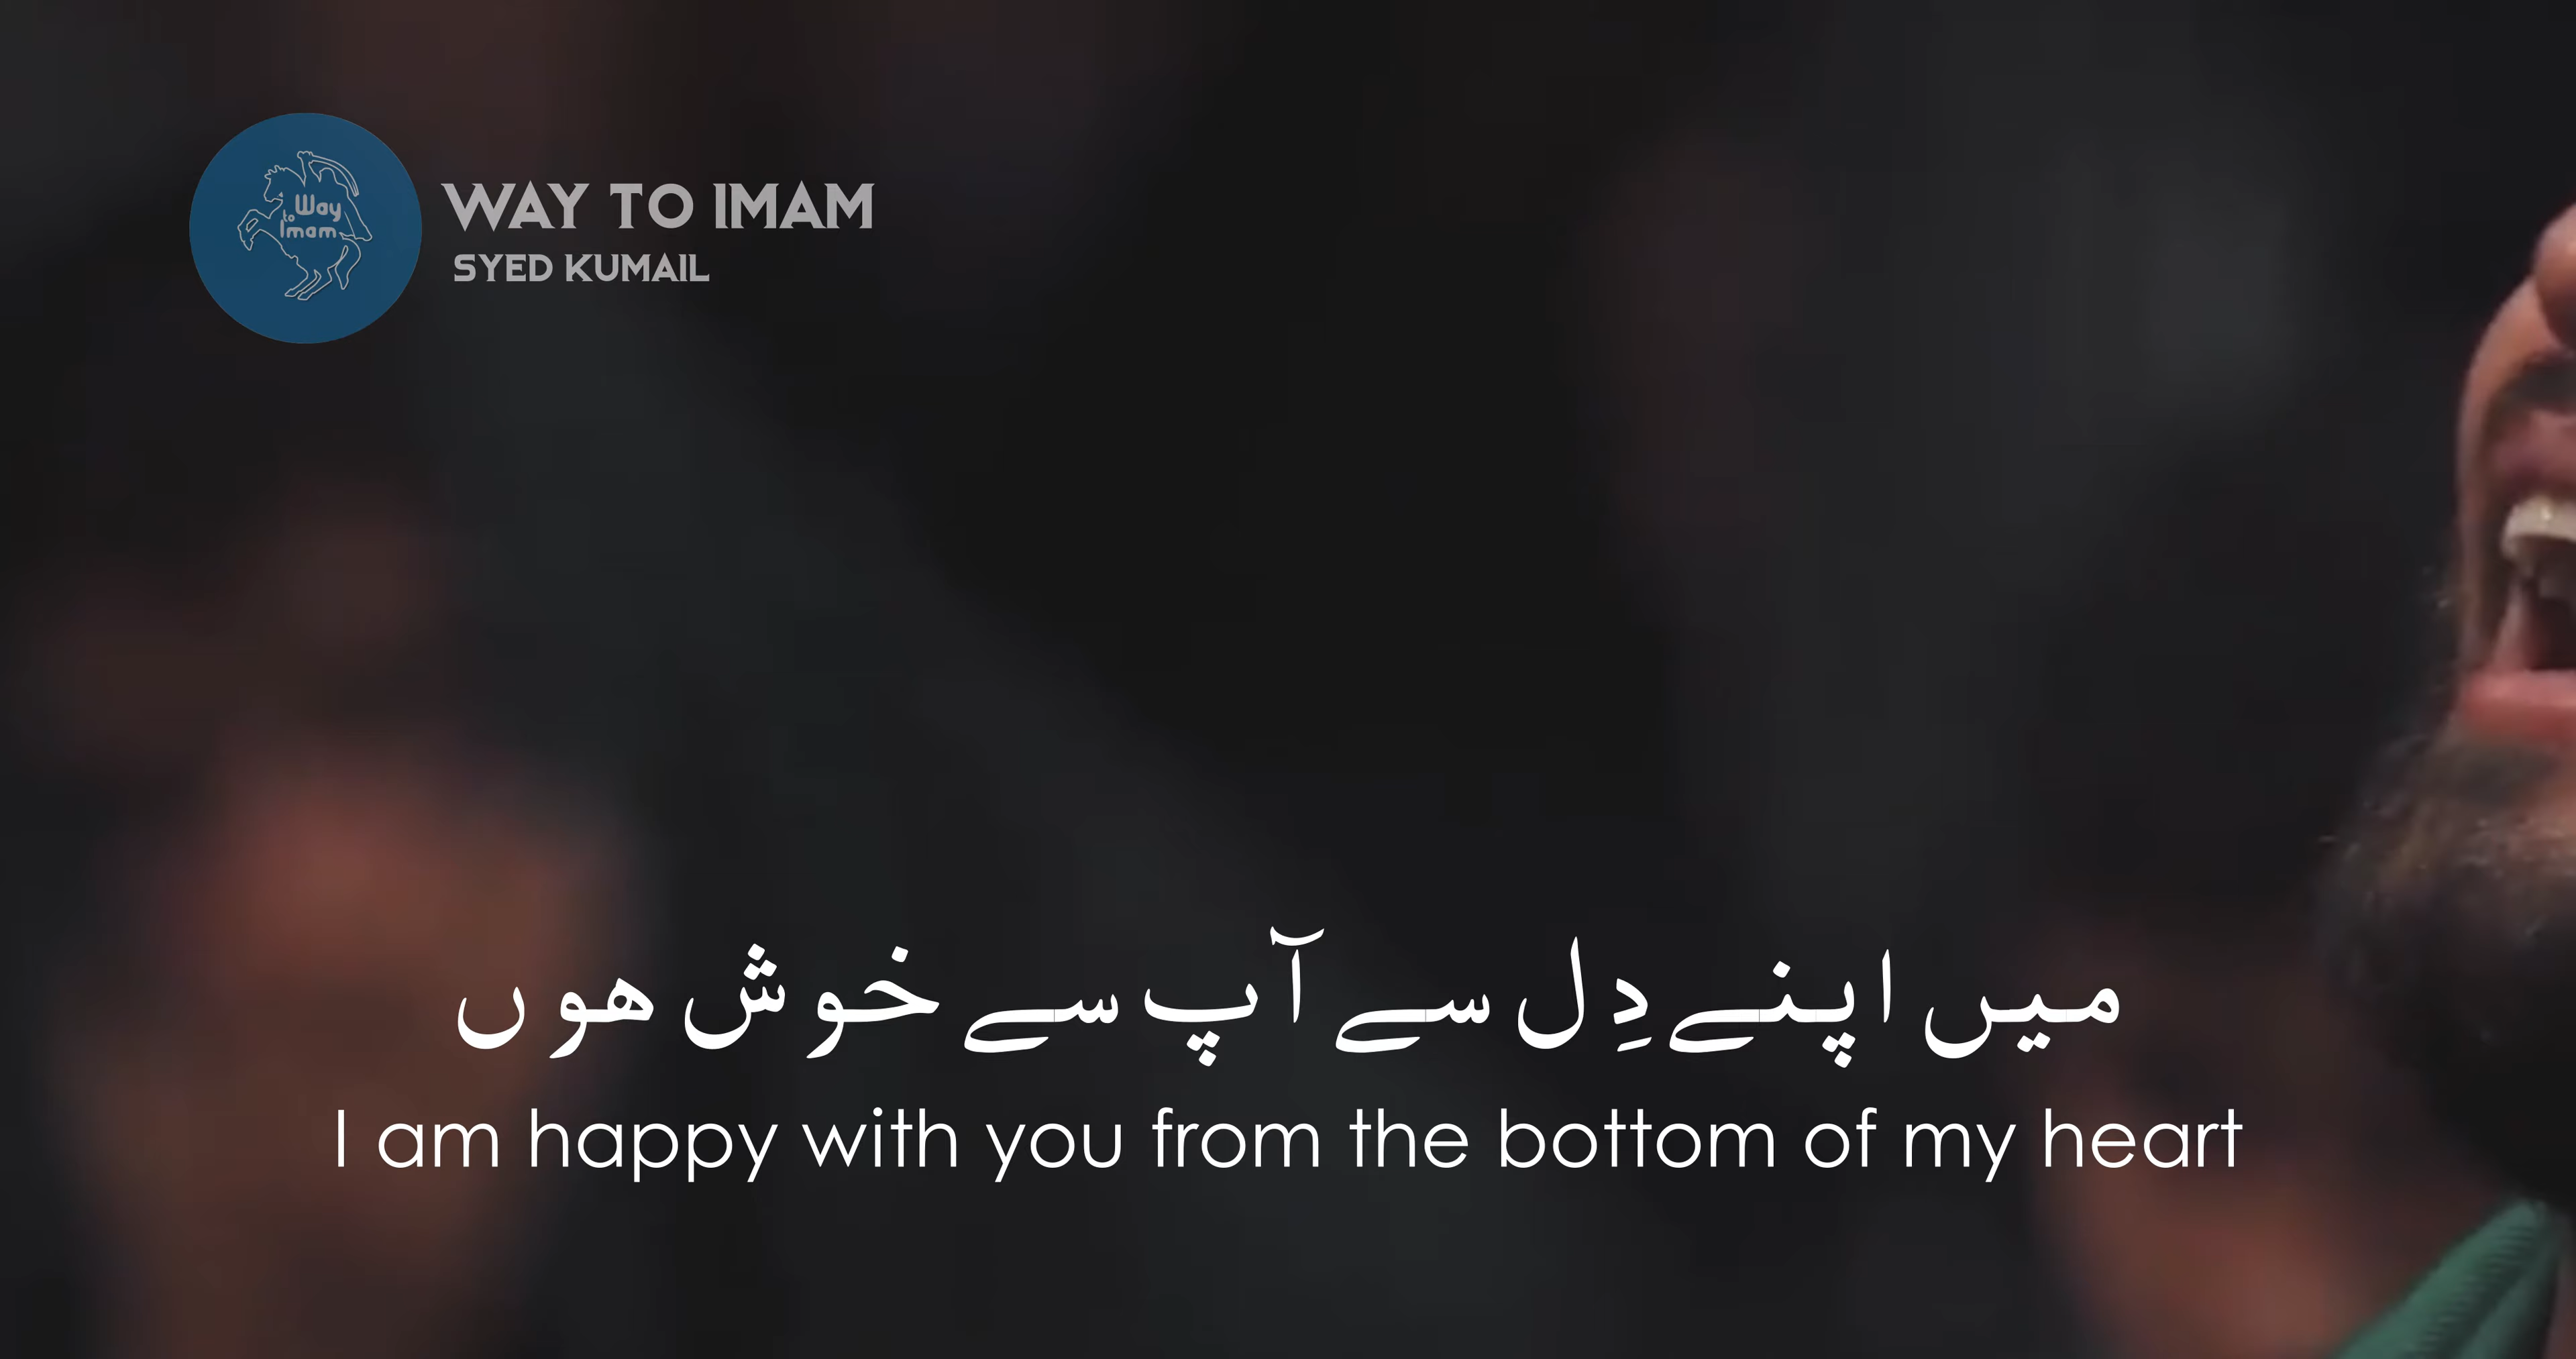 Way
to
Imam
WAY TO IMAM
SYED KUMAIL
میں اپنے دِل سے آپ سے خوش ھوں
I am happy with you from the bottom of my heart